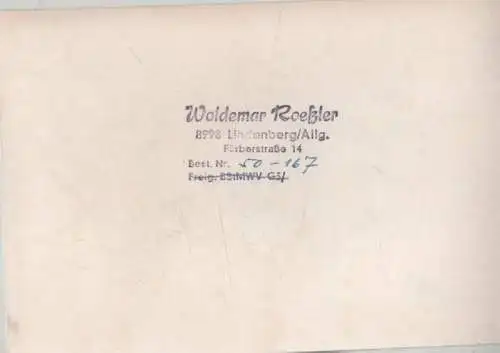 Waldemar Roeßler
8998 Lindenberg/Allg.
Färberstraße 14
Best. Nr. 50-167
Freig. BStMWV G5/